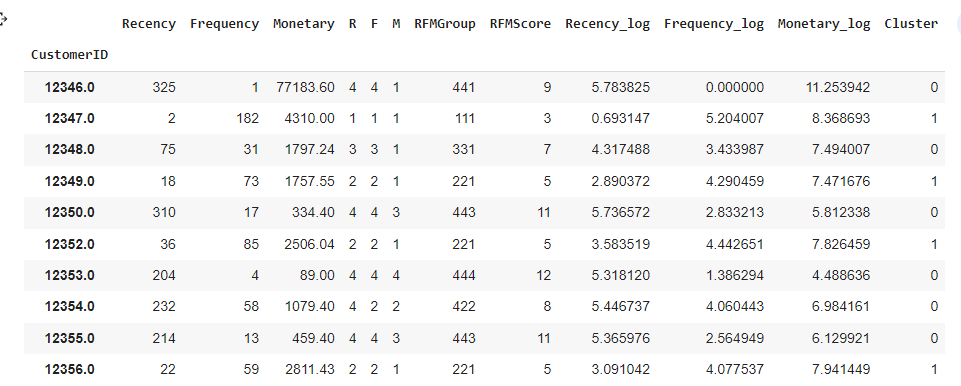 Recency Frequency Monetary R F M RFMGroup RFMScore Recency_log Frequency_log Monetary_log Cluster
CustomerID
12346.0 325 1 77183.60 4 4 1 441 9 5.783825 0.000000 11.253942 0
12347.0 2 182 4310.00 1 1 1 111 3 0.693147 5.204007 8.368693 1
12348.0 75 31 1797.24 3 3 1 331 7 4.317488 3.433987 7.494007 0
12349.0 18 73 1757.55 2 2 1 221 5 2.890372 4.290459 7.471676 1
12350.0 310 17 334.40 4 4 3 443 11 5.736572 2.833213 5.812338 0
12352.0 36 85 2506.04 2 2 1 221 5 3.583519 4.442651 7.826459 1
12353.0 204 4 89.00 4 4 4 444 12 5.318120 1.386294 4.488636 0
12354.0 232 58 1079.40 4 2 2 422 8 5.446737 4.060443 6.984161 0
12355.0 214 13 459.40 4 4 3 443 11 5.365976 2.564949 6.129921 0
12356.0 22 59 2811.43 2 2 1 221 5 3.091042 4.077537 7.941449 1